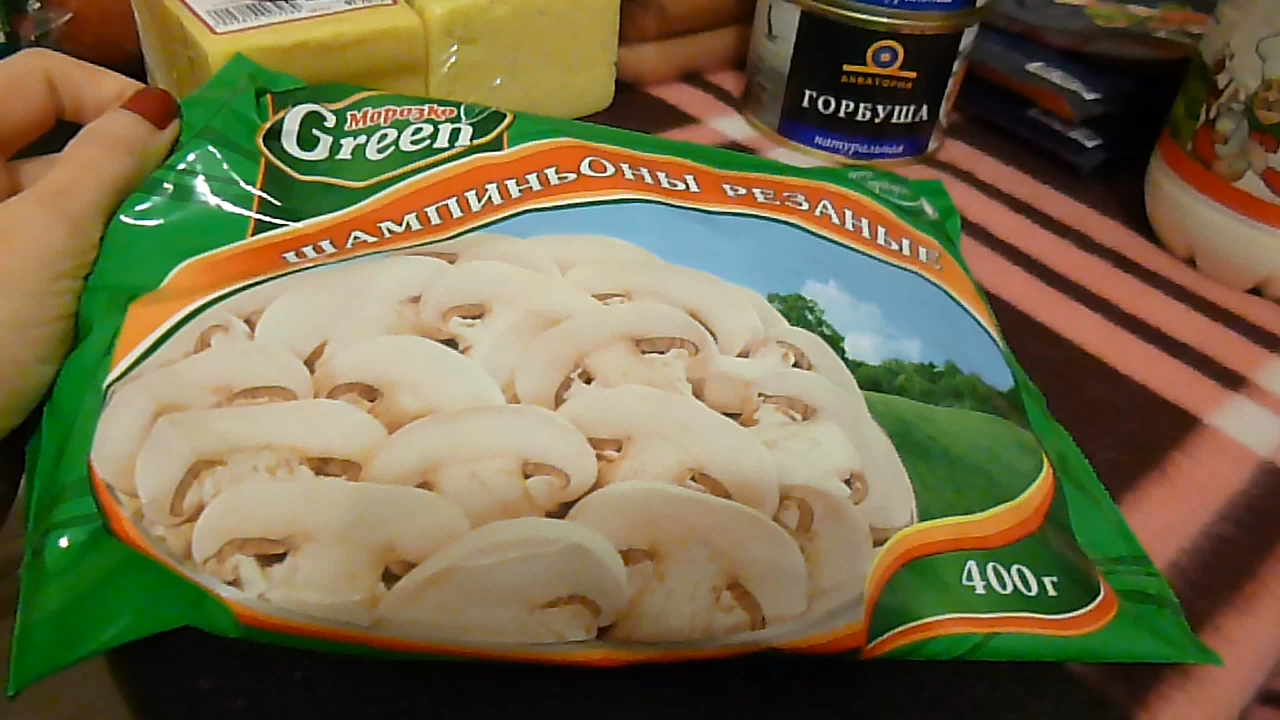 Морозко
Green
ШАМПИНЬОНЫ РЕЗАНЫЕ
400г
АКВАТОРИЯ
ГОРБУША
натуральная